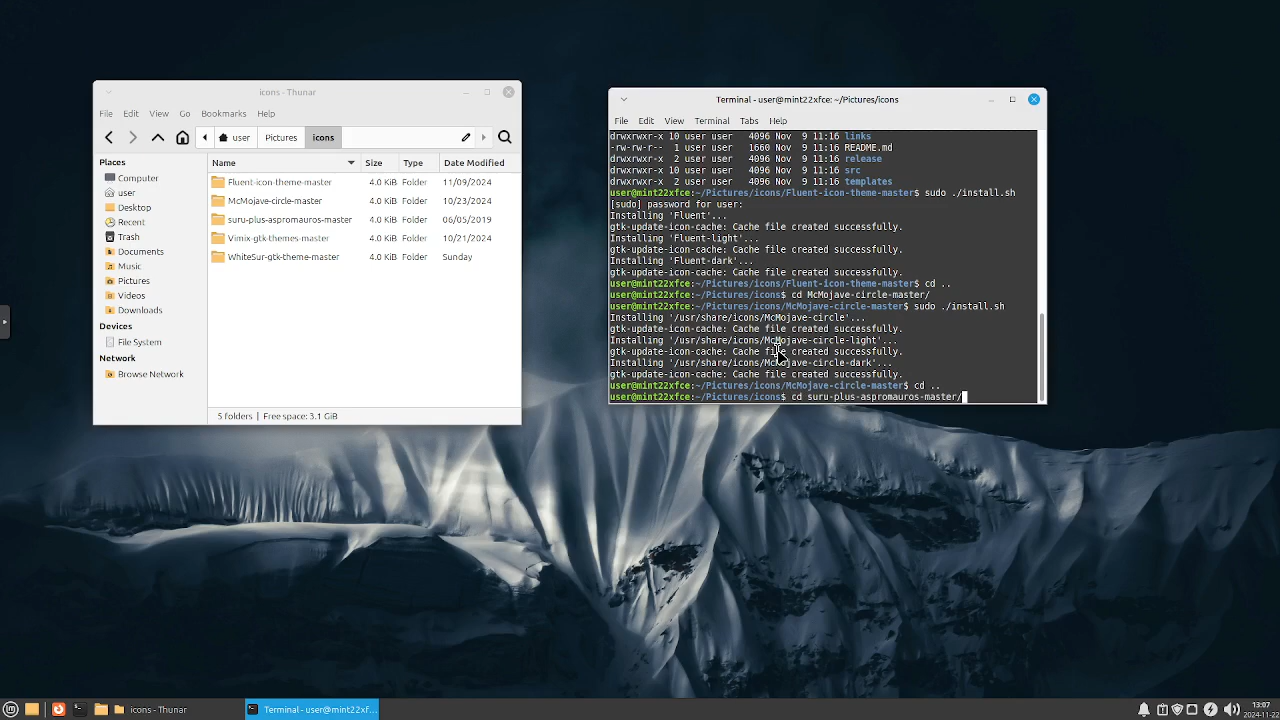 icons - Thunar
File Edit View Go Bookmarks Help
user Pictures icons
Places
Computer
user
Desktop
Recent
Trash
Documents
Music
Pictures
Videos
Downloads
Devices
File System
Network
Browse Network
Name Size Type Date Modified
Fluent-icon-theme-master 4.0 KiB Folder 11/09/2024
McMojave-circle-master 4.0 KiB Folder 10/23/2024
suru-plus-aspromauros-master 4.0 KiB Folder 06/05/2019
Vimix-gtk-themes-master 4.0 KiB Folder 10/21/2024
WhiteSur-gtk-theme-master 4.0 KiB Folder Sunday
5 folders | Free space: 3.1 GiB
Terminal - user@mint22xfce: ~/Pictures/icons
File Edit View Terminal Tabs Help
drwxrwxr-x 10 user user 4096 Nov 9 11:16 links
-rw-rw-r-- 1 user user 1660 Nov 9 11:16 README.md
drwxrwxr-x 2 user user 4096 Nov 9 11:16 release
drwxrwxr-x 10 user user 4096 Nov 9 11:16 src
drwxrwxr-x 2 user user 4096 Nov 9 11:16 templates
user@mint22xfce:~/Pictures/icons/Fluent-icon-theme-master$ sudo ./install.sh
[sudo] password for user:
Installing 'Fluent'...
gtk-update-icon-cache: Cache file created successfully.
Installing 'Fluent-light'...
gtk-update-icon-cache: Cache file created successfully.
Installing 'Fluent-dark'...
gtk-update-icon-cache: Cache file created successfully.
user@mint22xfce:~/Pictures/icons/Fluent-icon-theme-master$ cd ..
user@mint22xfce:~/Pictures/icons$ cd McMojave-circle-master/
user@mint22xfce:~/Pictures/icons/McMojave-circle-master$ sudo ./install.sh
Installing '/usr/share/icons/McMojave-circle'...
gtk-update-icon-cache: Cache file created successfully.
Installing '/usr/share/icons/McMojave-circle-light'...
gtk-update-icon-cache: Cache file created successfully.
Installing '/usr/share/icons/McMojave-circle-dark'...
gtk-update-icon-cache: Cache file created successfully.
user@mint22xfce:~/Pictures/icons/McMojave-circle-master$ cd ..
user@mint22xfce:~/Pictures/icons$ cd suru-plus-aspromauros-master/
icons - Thunar
Terminal - user@mint22xf...
13:07
2024-11-22